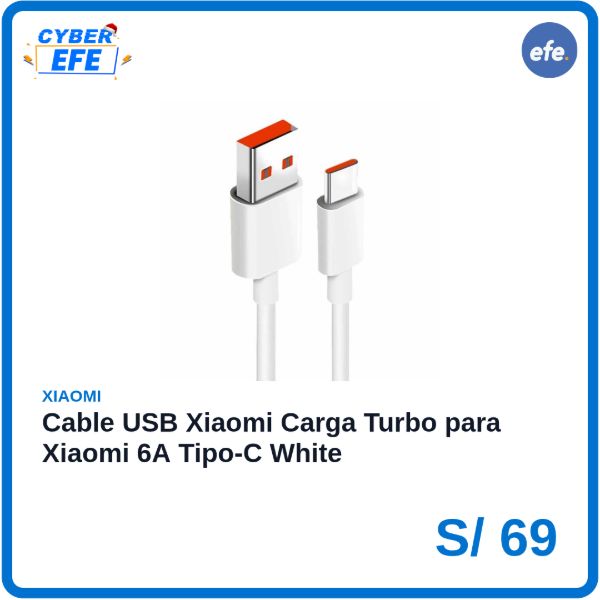 CYBER
EFE
efe.
XIAOMI
Cable USB Xiaomi Carga Turbo para
Xiaomi 6A Tipo-C White
S/ 69